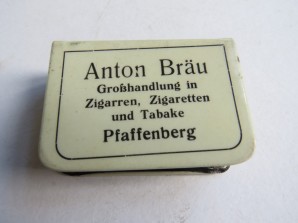 Anton Bräu
Großhandlung in
Zigarren, Zigaretten
und Tabake
Pfaffenberg